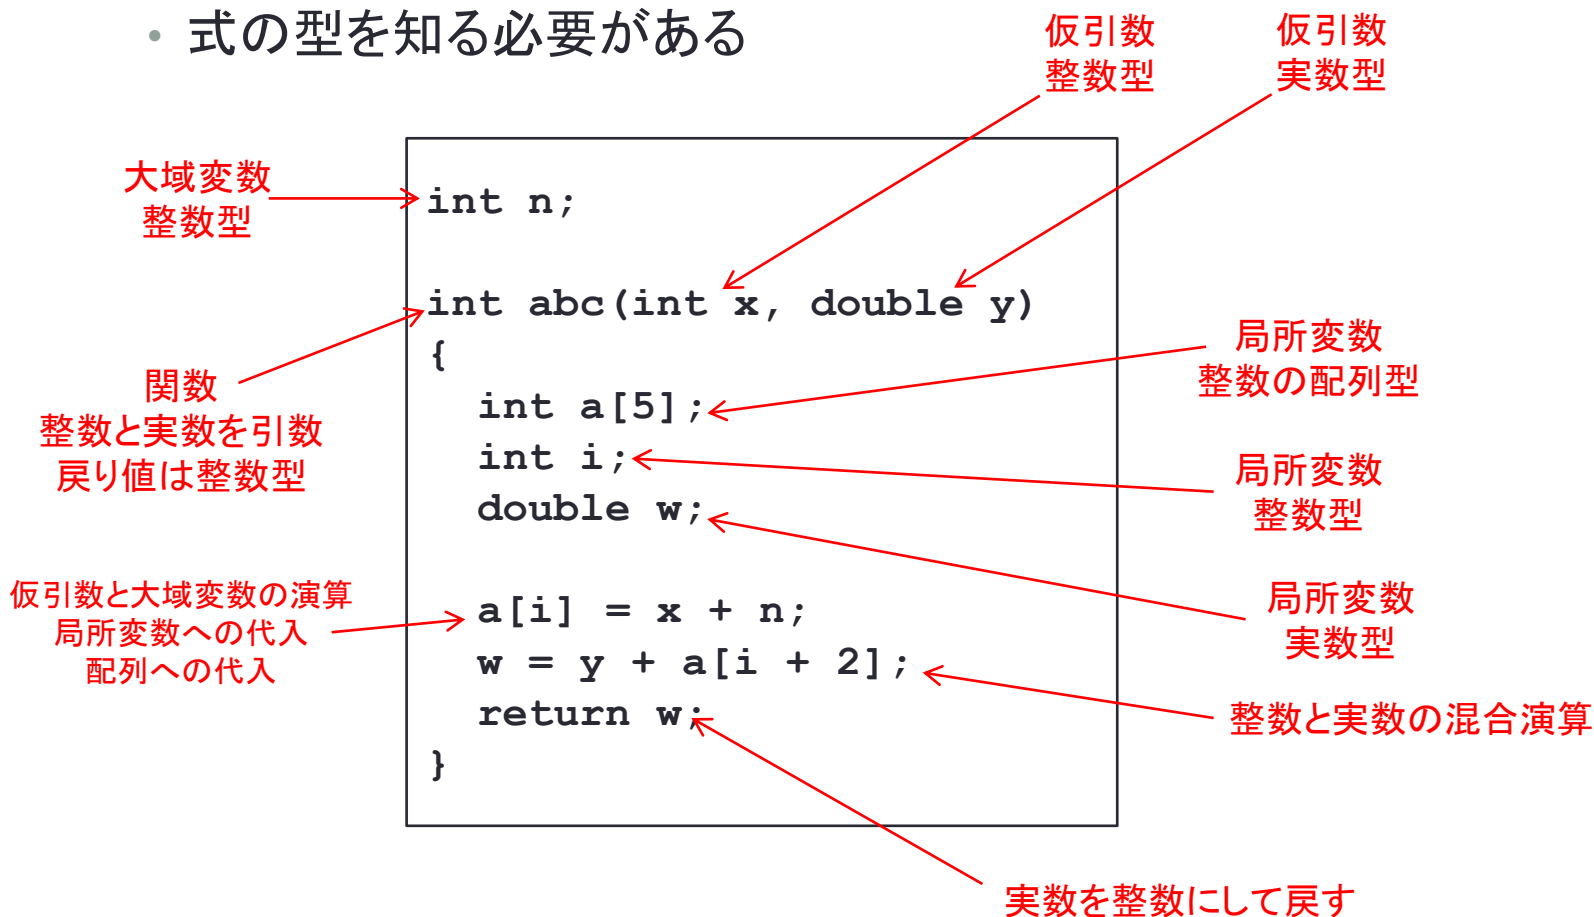 • 式の型を知る必要がある
仮引数
整数型
仮引数
実数型
大域変数
整数型
int n;
int abc(int x, double y)
{
int a[5];
int i;
double w;
a[i] = x + n;
w = y + a[i + 2];
return w;
}
関数
整数と実数を引数
戻り値は整数型
局所変数
整数の配列型
局所変数
整数型
局所変数
実数型
仮引数と大域変数の演算
局所変数への代入
配列への代入
整数と実数の混合演算
実数を整数にして戻す